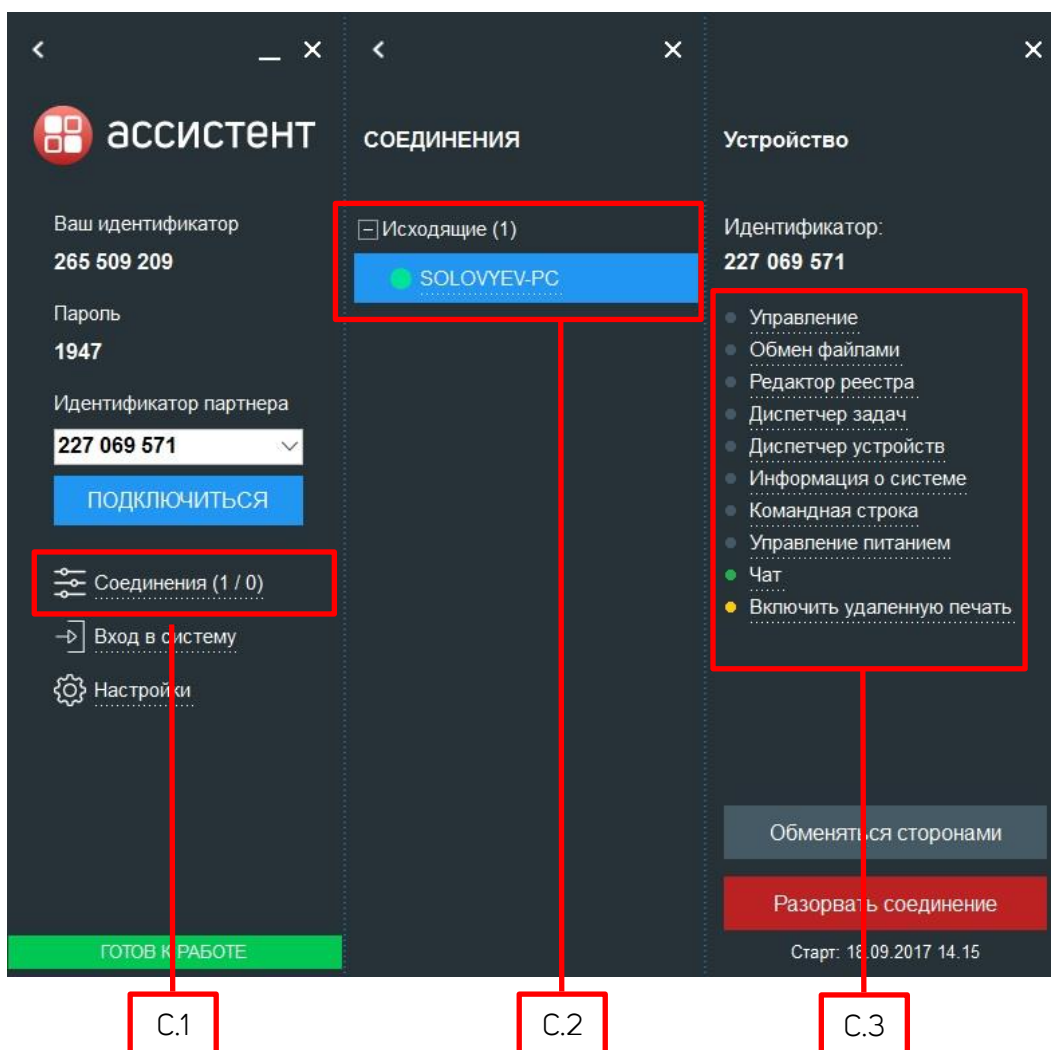 ассистент
Ваш идентификатор
265 509 209
Пароль
1947
Идентификатор партнера
227 069 571
ПОДКЛЮЧИТЬСЯ
Соединения (1 / 0)
Вход в систему
Настройки
ГОТОВ К РАБОТЕ
СОЕДИНЕНИЯ
Исходящие (1)
SOLOVYEV-PC
Устройство
Идентификатор:
227 069 571
Управление
Обмен файлами
Редактор реестра
Диспетчер задач
Диспетчер устройств
Информация о системе
Командная строка
Управление питанием
Чат
Включить удаленную печать
Обменяться сторонами
Разорвать соединение
Старт: 18.09.2017 14.15
С.1
С.2
С.3